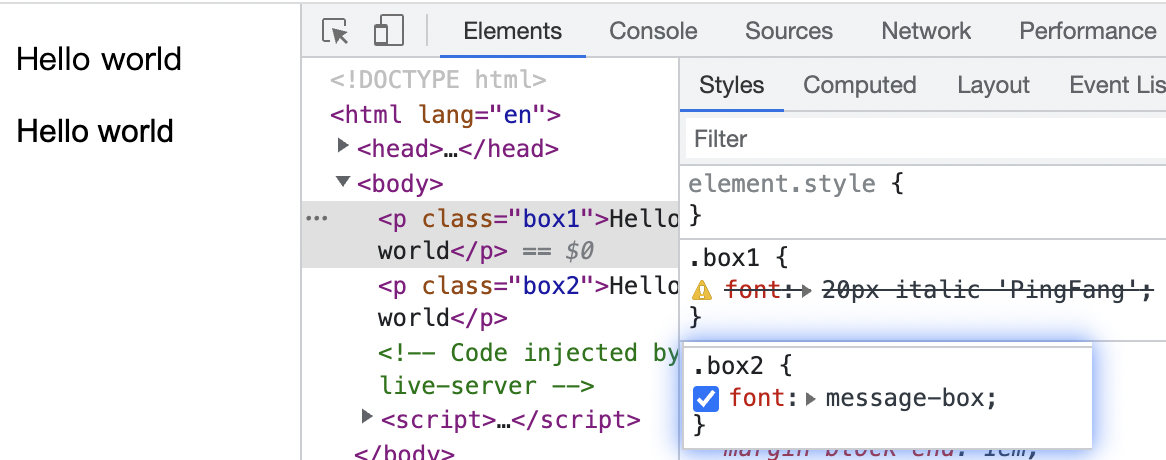 Hello world
Hello world
Elements Console Sources Network Performance
<!DOCTYPE html>
<html lang="en">
<head>…</head>
<body>
<p class="box1">Hello
world</p> == $0
<p class="box2">Hello
world</p>
<!-- Code injected by
live-server -->
<script>…</script>
</body>
Styles Computed Layout Event Lis
Filter
element.style {
}
.box1 {
font: 20px italic 'PingFang';
}
.box2 {
font: message-box;
}
margin-block-end: 1em;